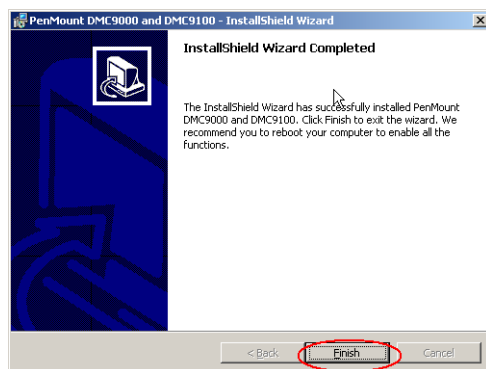 PenMount DMC9000 and DMC9100 - InstallShield Wizard
InstallShield Wizard Completed
The InstallShield Wizard has successfully installed PenMount
DMC9000 and DMC9100. Click Finish to exit the wizard. We
recommend you to reboot your computer to enable all the
functions.
< Back Finish Cancel